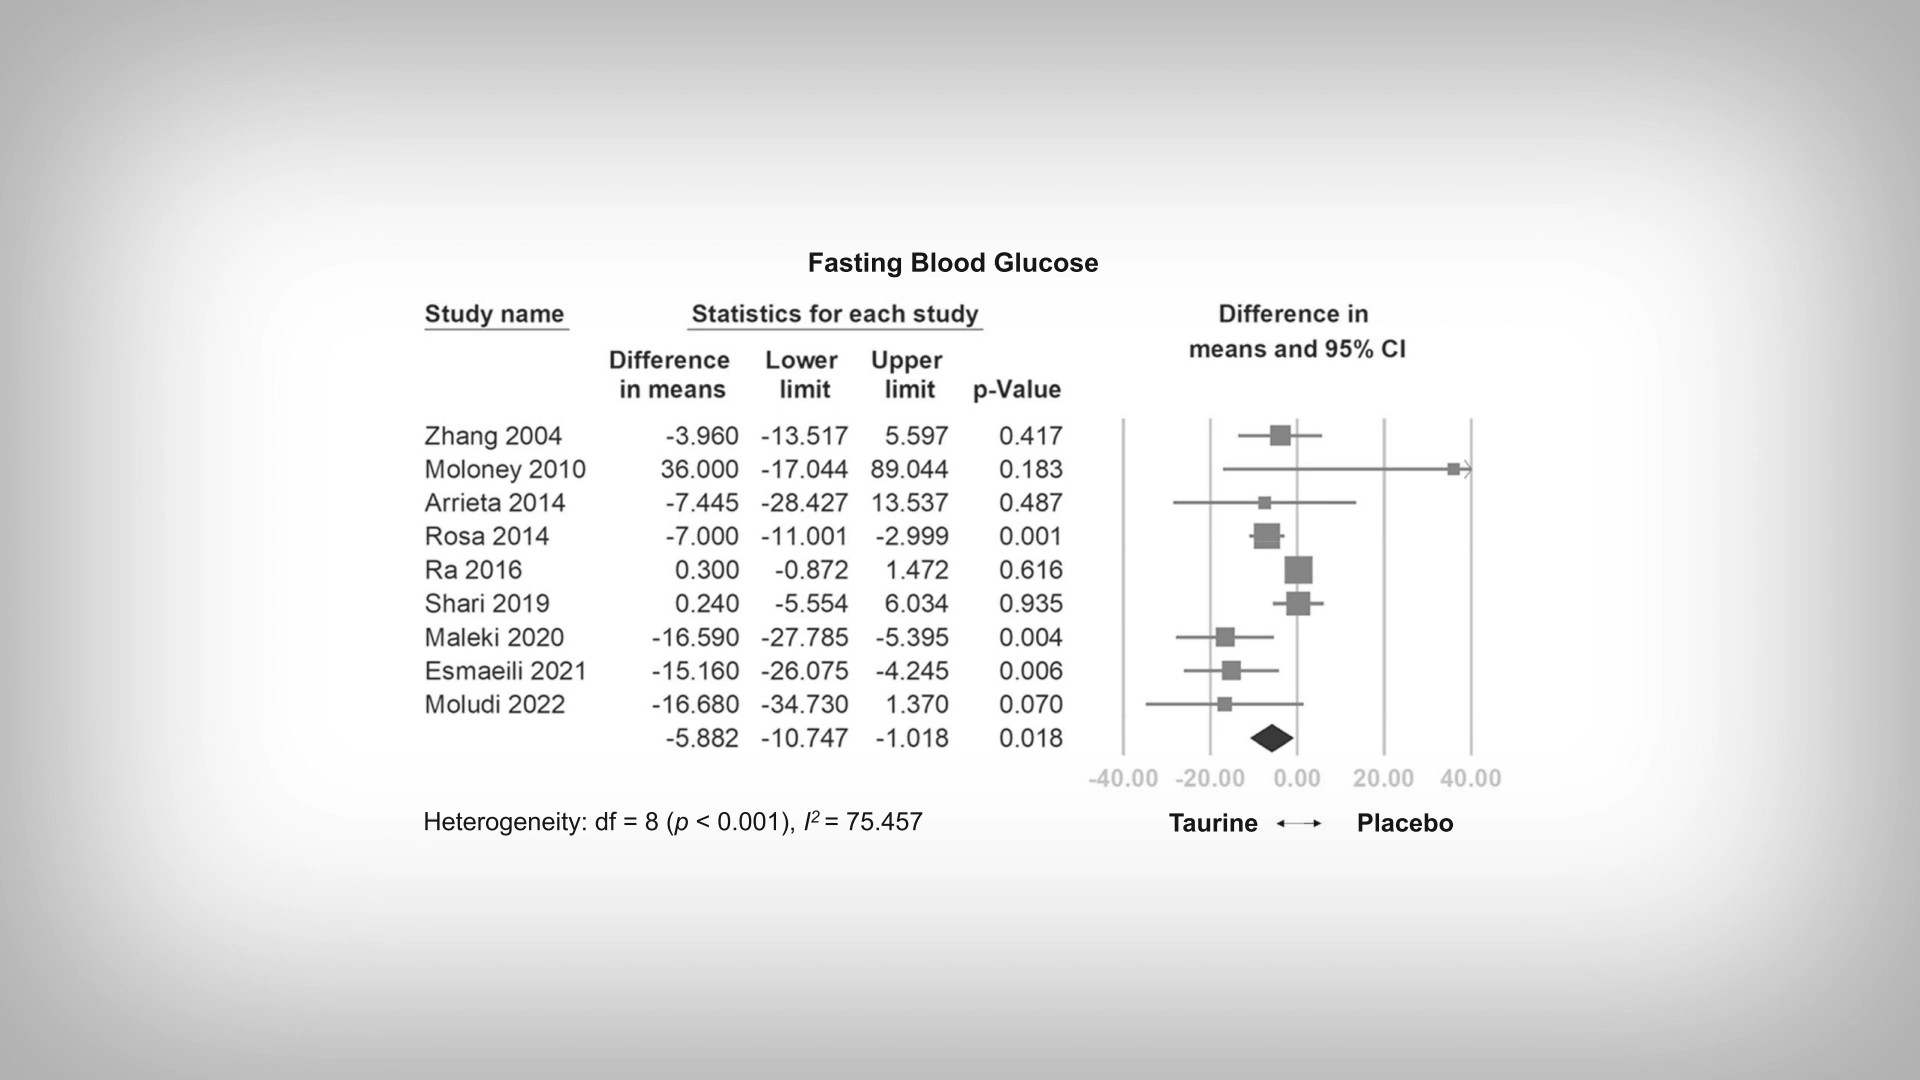 Fasting Blood Glucose
Study name Statistics for each study Difference in means and 95% CI
Difference in means Lower limit Upper limit p-Value
Zhang 2004 -3.960 -13.517 5.597 0.417
Moloney 2010 36.000 -17.044 89.044 0.183
Arrieta 2014 -7.445 -28.427 13.537 0.487
Rosa 2014 -7.000 -11.001 -2.999 0.001
Ra 2016 0.300 -0.872 1.472 0.616
Shari 2019 0.240 -5.554 6.034 0.935
Maleki 2020 -16.590 -27.785 -5.395 0.004
Esmaeili 2021 -15.160 -26.075 -4.245 0.006
Moludi 2022 -16.680 -34.730 1.370 0.070
-5.882 -10.747 -1.018 0.018
-40.00 -20.00 0.00 20.00 40.00
Heterogeneity: df = 8 (p < 0.001), I² = 75.457
Taurine ⟷ Placebo